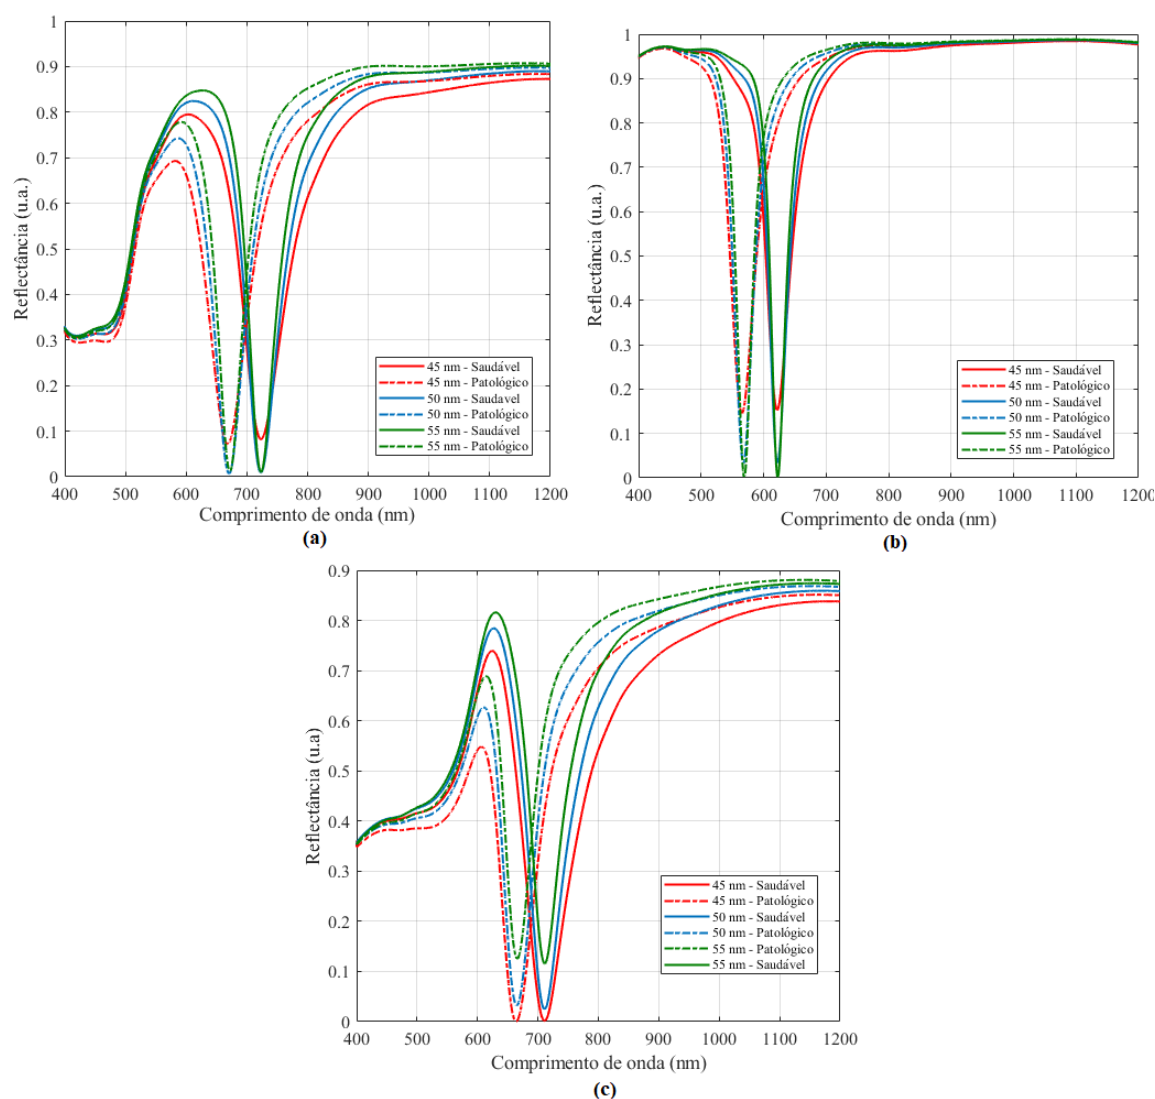 1
0.9
0.8
0.7
0.6
0.5
0.4
0.3
0.2
0.1
0
Reflectância (u.a.)
45 nm - Saudável
45 nm - Patológico
50 nm - Saudavel
50 nm - Patológico
55 nm - Saudável
55 nm - Patológico
400 500 600 700 800 900 1000 1100 1200
Comprimento de onda (nm)
(a)
1
0.9
0.8
0.7
0.6
0.5
0.4
0.3
0.2
0.1
0
Reflectância (u.a.)
45 nm - Saudável
45 nm - Patológico
50 nm - Saudável
50 nm - Patológico
55 nm - Saudável
55 nm - Patológico
400 500 600 700 800 900 1000 1100 1200
Comprimento de onda (nm)
(b)
0.9
0.8
0.7
0.6
0.5
0.4
0.3
0.2
0.1
0
Reflectância (u.a)
45 nm - Saudável
45 nm - Patológico
50 nm - Saudável
50 nm - Patológico
55 nm - Patológico
55 nm - Saudável
400 500 600 700 800 900 1000 1100 1200
Comprimento de onda (nm)
(c)